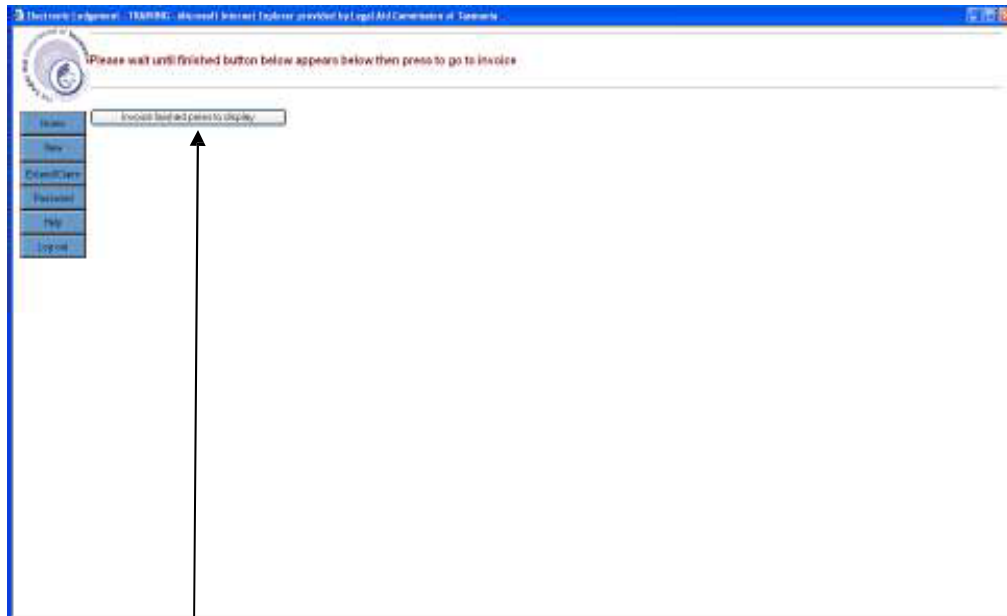 Electronic Lodgement - TRAINING - Microsoft Internet Explorer provided by Legal Aid Commission of Tasmania
Please wait until finished button below appears below then press to go to invoice
Invoice finished press to display
Home
New
Extend/Claim
Password
Help
Log out